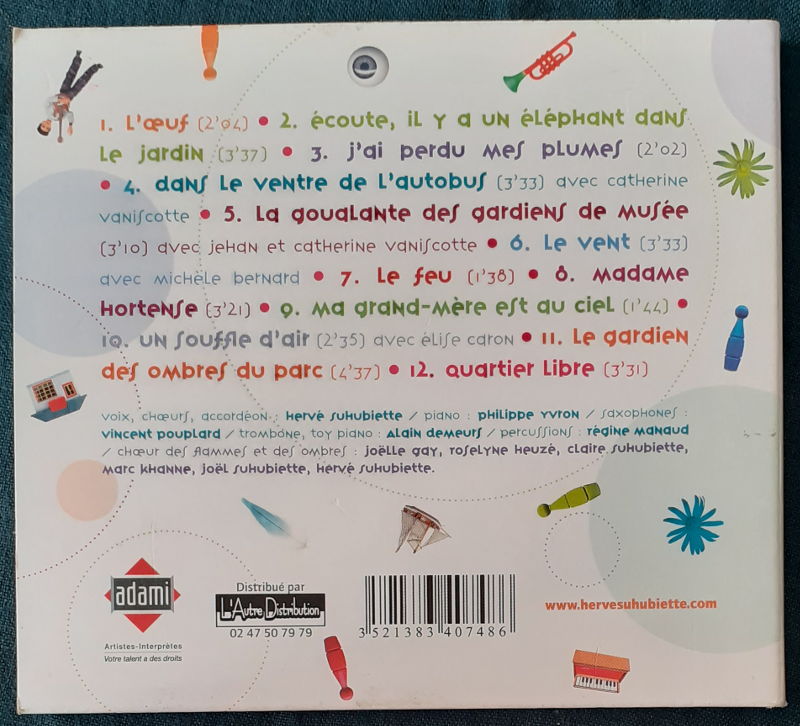 1. L'œuf (2'04) • 2. écoute, il y a un éléphant dans
le jardin (3'37) • 3. j'ai perdu mes plumes (2'02)
• 4. dans le ventre de l'autobus (3'33) avec catherine
vaniscotte • 5. La goualante des gardiens de musée
(3'10) avec jehan et catherine vaniscotte • 6. Le vent (3'33)
avec michèle bernard • 7. Le feu (1'38) • 8. madame
hortense (3'21) • 9. ma grand-mère est au ciel (1'44) •
10. un souffle d'air (2'35) avec élise caron • 11. Le gardien
des ombres du parc (4'37) • 12. quartier libre (3'31)
voix, chœurs, accordéon : hervé suhubiette / piano : philippe yvron / saxophones :
vincent pouplard / trombone, toy piano : alain demeurs / percussions : régine manaud
/ chœur des flammes et des ombres : joëlle gay, roselyne heuzé, claire suhubiette,
marc khanne, joël suhubiette, hervé suhubiette.
adami
Artistes-Interprètes
Votre talent a des droits
Distribué par
L'Autre Distribution
02 47 50 79 79
3 521383 407486
www.hervesuhubiette.com